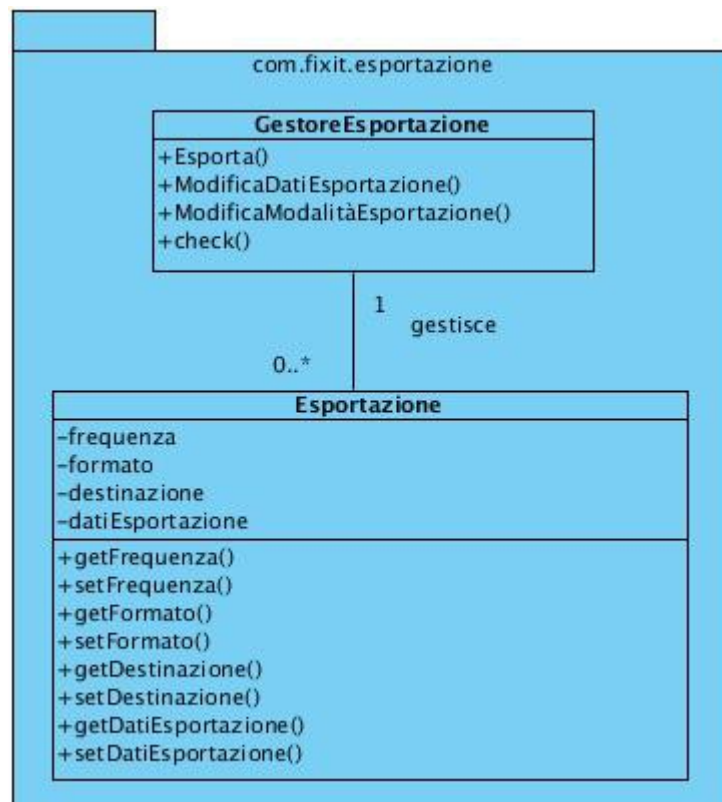 com.fixit.esportazione
GestoreEsportazione
+Esporta()
+ModificaDatiEsportazione()
+ModificaModalitàEsportazione()
+check()
1
gestisce
0..*
Esportazione
-frequenza
-formato
-destinazione
-datiEsportazione
+getFrequenza()
+setFrequenza()
+getFormato()
+setFormato()
+getDestinazione()
+setDestinazione()
+getDatiEsportazione()
+setDatiEsportazione()